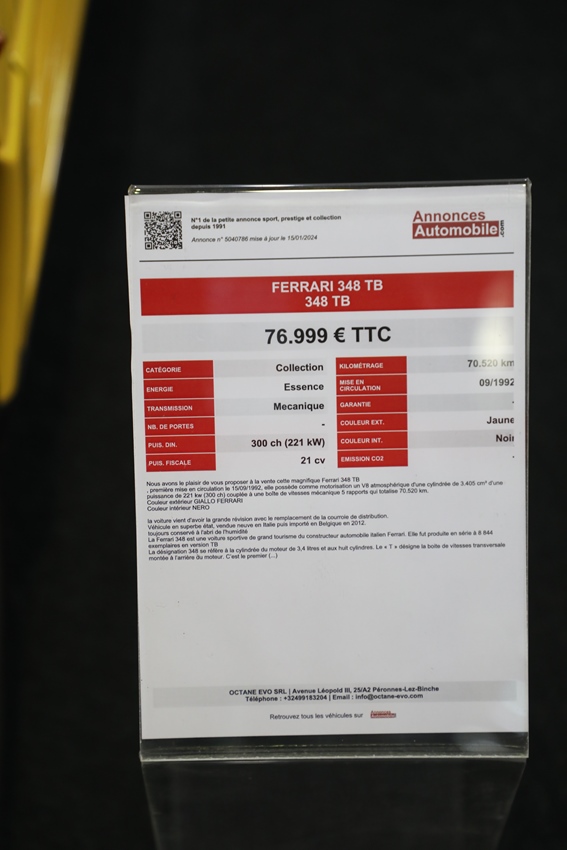 N°1 de la petite annonce sport, prestige et collection
depuis 1991
Annonce n° 5040786 mise à jour le 15/01/2024
Annonces
Automobile.com
FERRARI 348 TB
348 TB
76.999 € TTC
CATÉGORIE Collection
KILOMÉTRAGE 70.520 km
ENERGIE Essence
MISE EN
CIRCULATION 09/1992
TRANSMISSION Mecanique
GARANTIE -
NB. DE PORTES -
COULEUR EXT. Jaune
PUIS. DIN. 300 ch (221 kW)
COULEUR INT. Noir
PUIS. FISCALE 21 cv
EMISSION CO2 -
Nous avons le plaisir de vous proposer à la vente cette magnifique Ferrari 348 TB
, première mise en circulation le 15/09/1992, elle possède comme motorisation un V8 atmosphérique d'une cylindrée de 3.405 cm³ d'une
puissance de 221 kw (300 ch) couplée à une boîte de vitesses mécanique 5 rapports qui totalise 70.520 km.
Couleur extérieur GIALLO FERRARI
Couleur intérieur NERO
la voiture vient d'avoir la grande révision avec le remplacement de la courroie de distribution.
Véhicule en superbe état, vendue neuve en Italie puis importé en Belgique en 2012.
toujours conservé à l'abri de l'humidité
La Ferrari 348 est une voiture sportive de grand tourisme du constructeur automobile italien Ferrari. Elle fut produite en série à 8 844
exemplaires en version TB
La désignation 348 se réfère à la cylindrée du moteur de 3,4 litres et aux huit cylindres. Le « T » désigne la boîte de vitesses transversale
montée à l'arrière du moteur. C'est le premier (...)
OCTANE EVO SRL | Avenue Léopold III, 25/A2 Péronnes-Lez-Binche
Téléphone : +32499183204 | Email : info@octane-evo.com
Retrouvez tous les véhicules sur